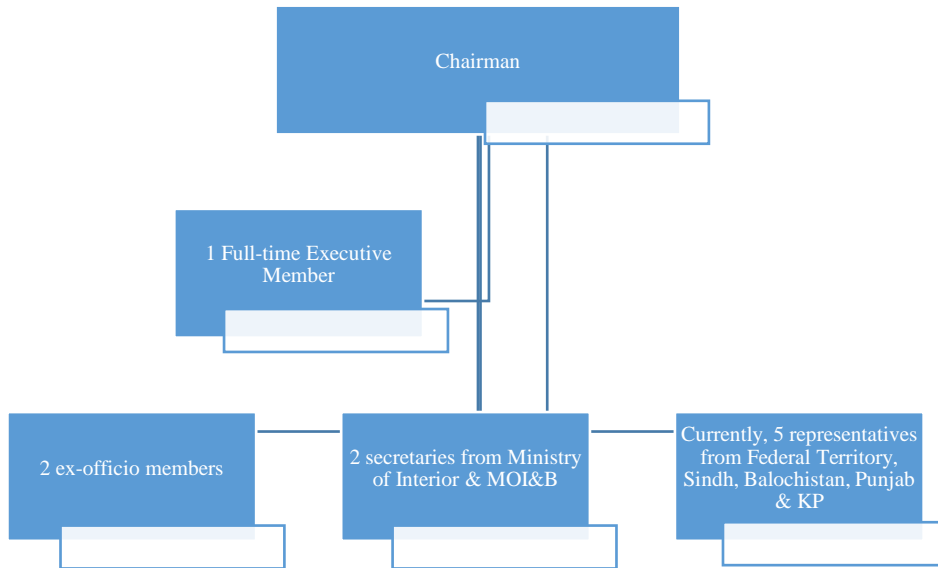 Chairman
1 Full-time Executive
Member
2 ex-officio members
2 secretaries from Ministry
of Interior & MOI&B
Currently, 5 representatives
from Federal Territory,
Sindh, Balochistan, Punjab
& KP